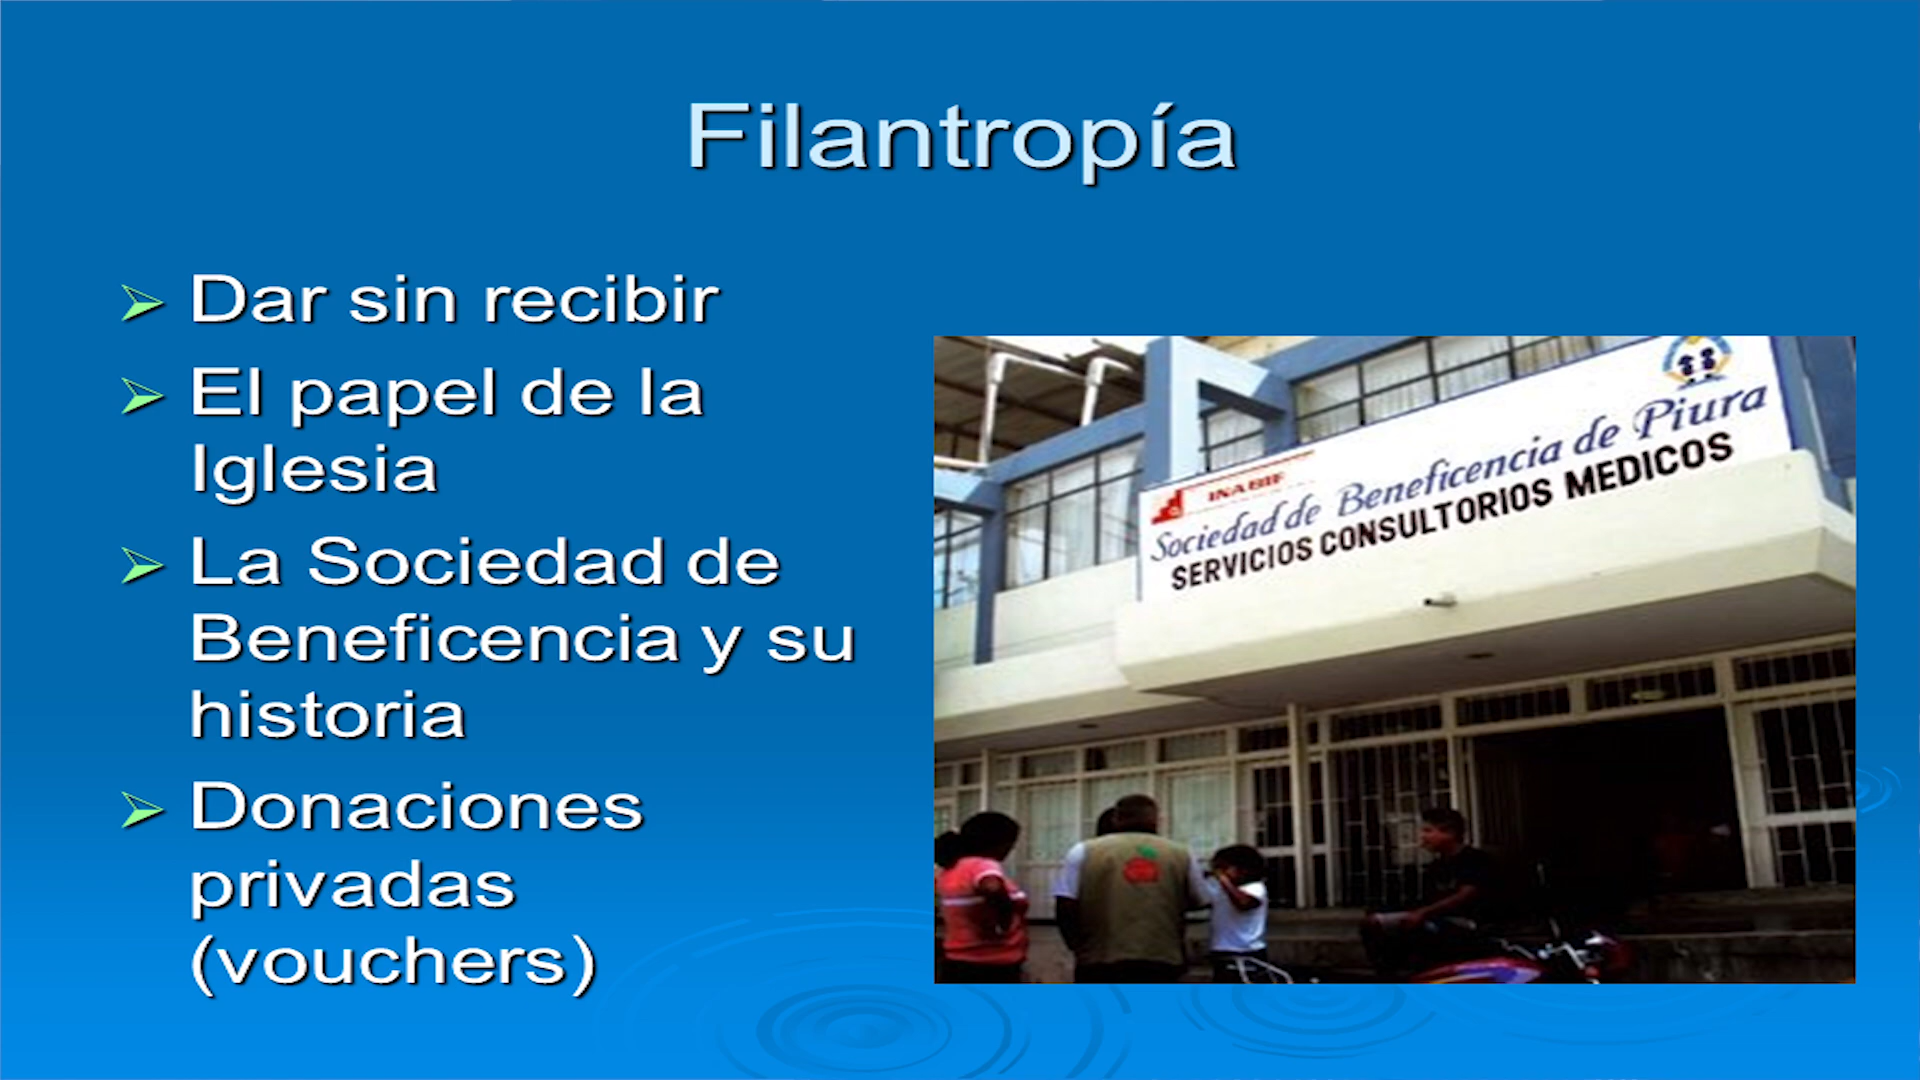 Filantropía
Dar sin recibir
El papel de la
Iglesia
La Sociedad de
Beneficencia y su
historia
Donaciones
privadas
(vouchers)
INABIF
Sociedad de Beneficencia de Piura
SERVICIOS CONSULTORIOS MEDICOS